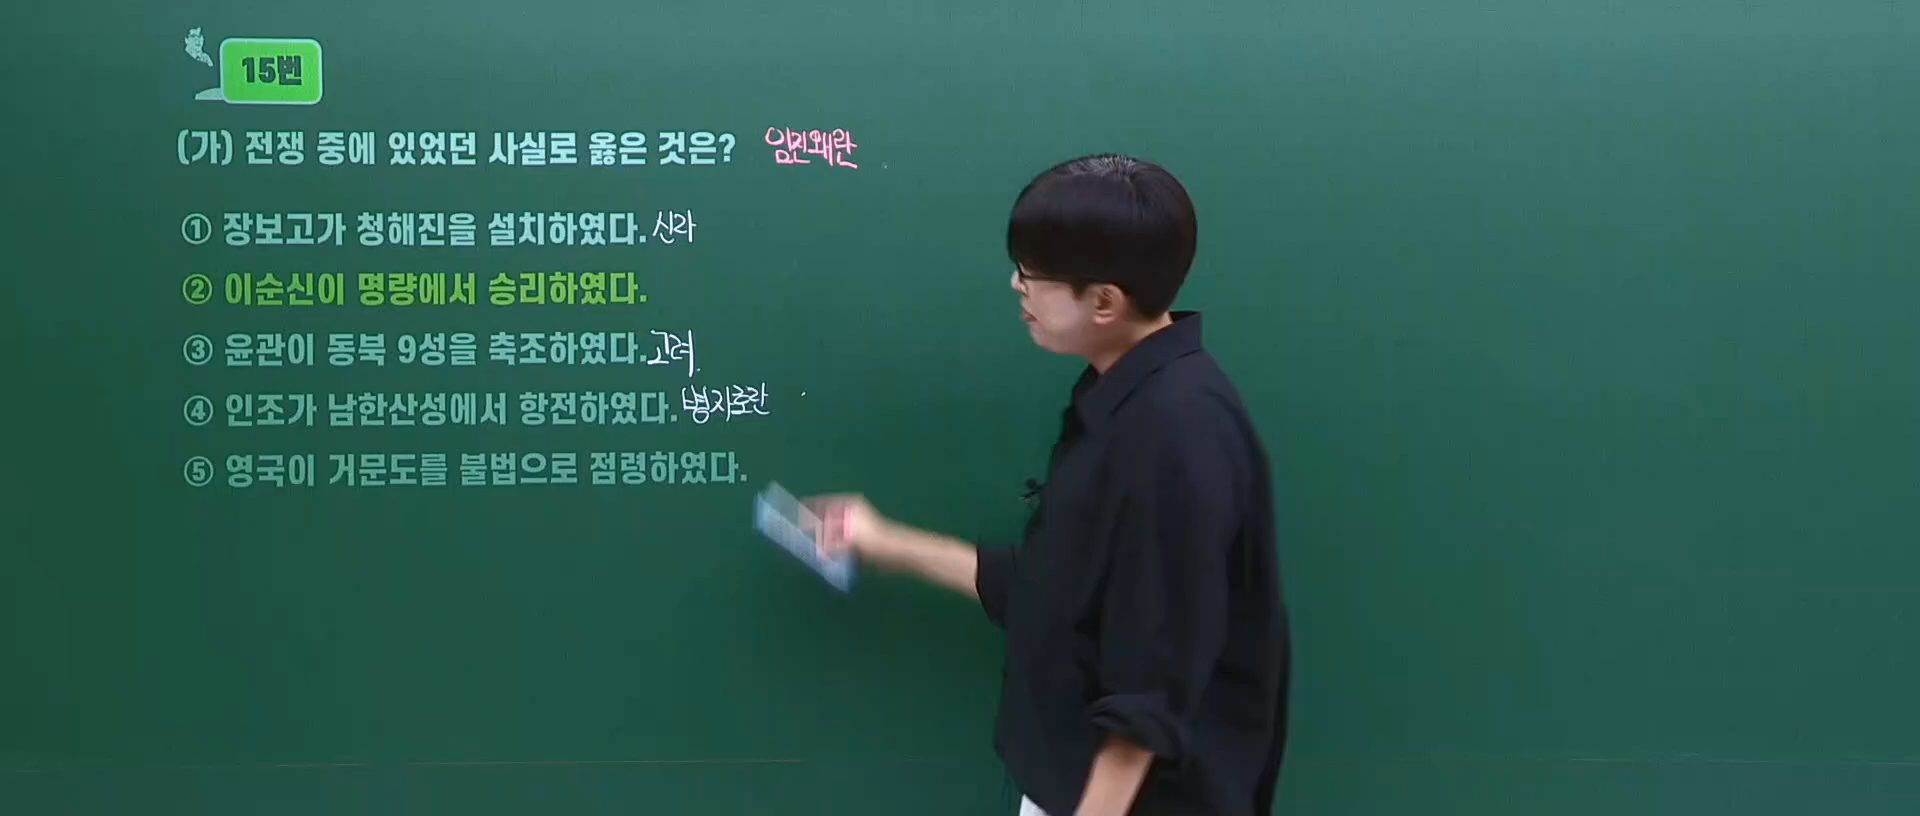 15번
(가) 전쟁 중에 있었던 사실로 옳은 것은? 임진왜란
① 장보고가 청해진을 설치하였다. 신라
② 이순신이 명량에서 승리하였다.
③ 윤관이 동북 9성을 축조하였다. 고려
④ 인조가 남한산성에서 항전하였다. 병자호란
⑤ 영국이 거문도를 불법으로 점령하였다.